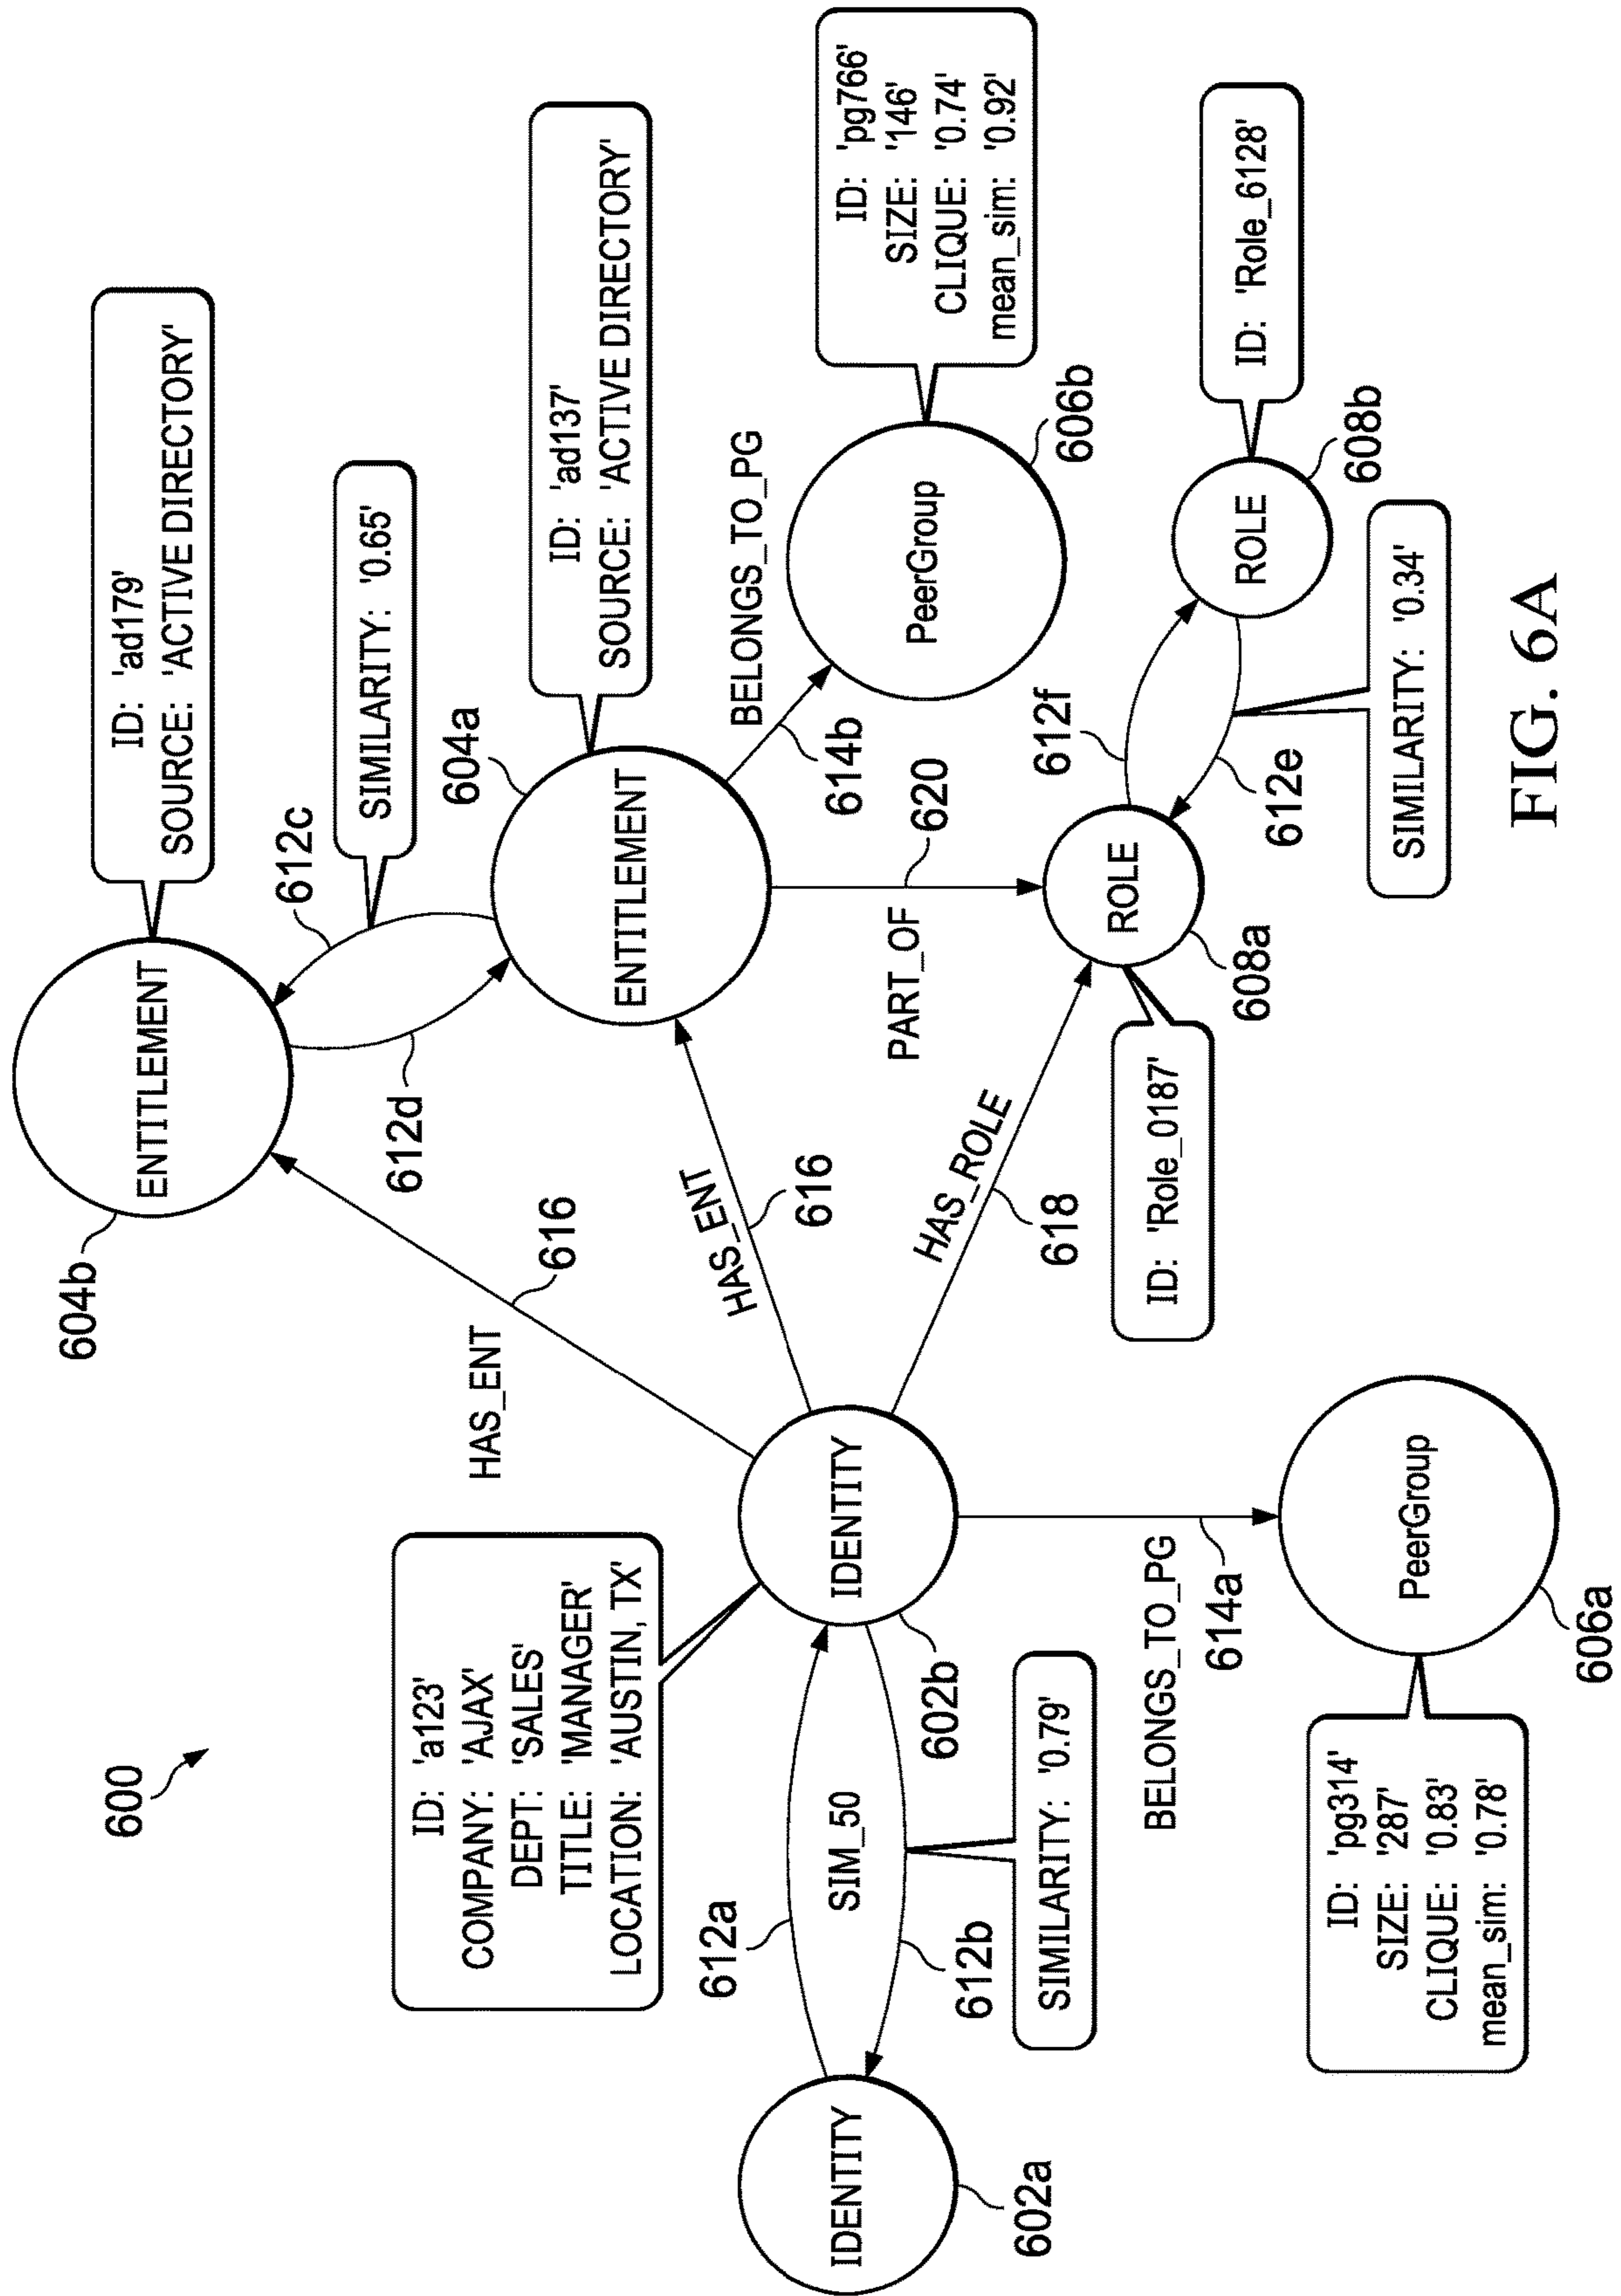 600
ID: 'a123'
COMPANY: 'AJAX'
DEPT: 'SALES'
TITLE: 'MANAGER'
LOCATION: 'AUSTIN, TX'
604b
ENTITLEMENT
ID: 'ad179'
SOURCE: 'ACTIVE DIRECTORY'
HAS_ENT
616
612d
612c
SIMILARITY: '0.65'
604a
ENTITLEMENT
ID: 'ad137'
SOURCE: 'ACTIVE DIRECTORY'
HAS_ENT
616
612a
SIM_50
612b
IDENTITY
602a
IDENTITY
602b
SIMILARITY: '0.79'
HAS_ROLE
618
PART_OF
620
BELONGS_TO_PG
614b
PeerGroup
606b
ID: 'pg766'
SIZE: '146'
CLIQUE: '0.74'
mean_sim: '0.92'
ID: 'Role_0187'
ROLE
608a
612f
612e
ROLE
608b
ID: 'Role_6128'
SIMILARITY: '0.34'
BELONGS_TO_PG
614a
ID: 'pg314'
SIZE: '287'
CLIQUE: '0.83'
mean_sim: '0.78'
PeerGroup
606a
FIG. 6A